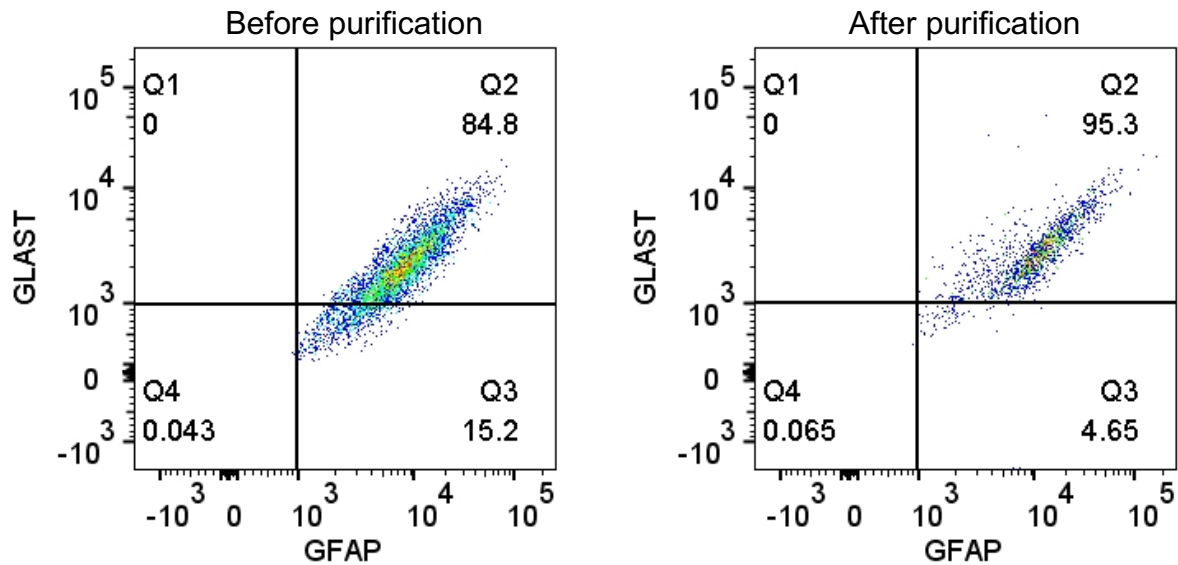 Before purification
GLAST
10^5
10^4
10^3
0
-10^3
Q1
0
Q2
84.8
Q4
0.043
Q3
15.2
-10^3 0 10^3 10^4 10^5
GFAP
After purification
GLAST
10^5
10^4
10^3
0
-10^3
Q1
0
Q2
95.3
Q4
0.065
Q3
4.65
-10^3 0 10^3 10^4 10^5
GFAP